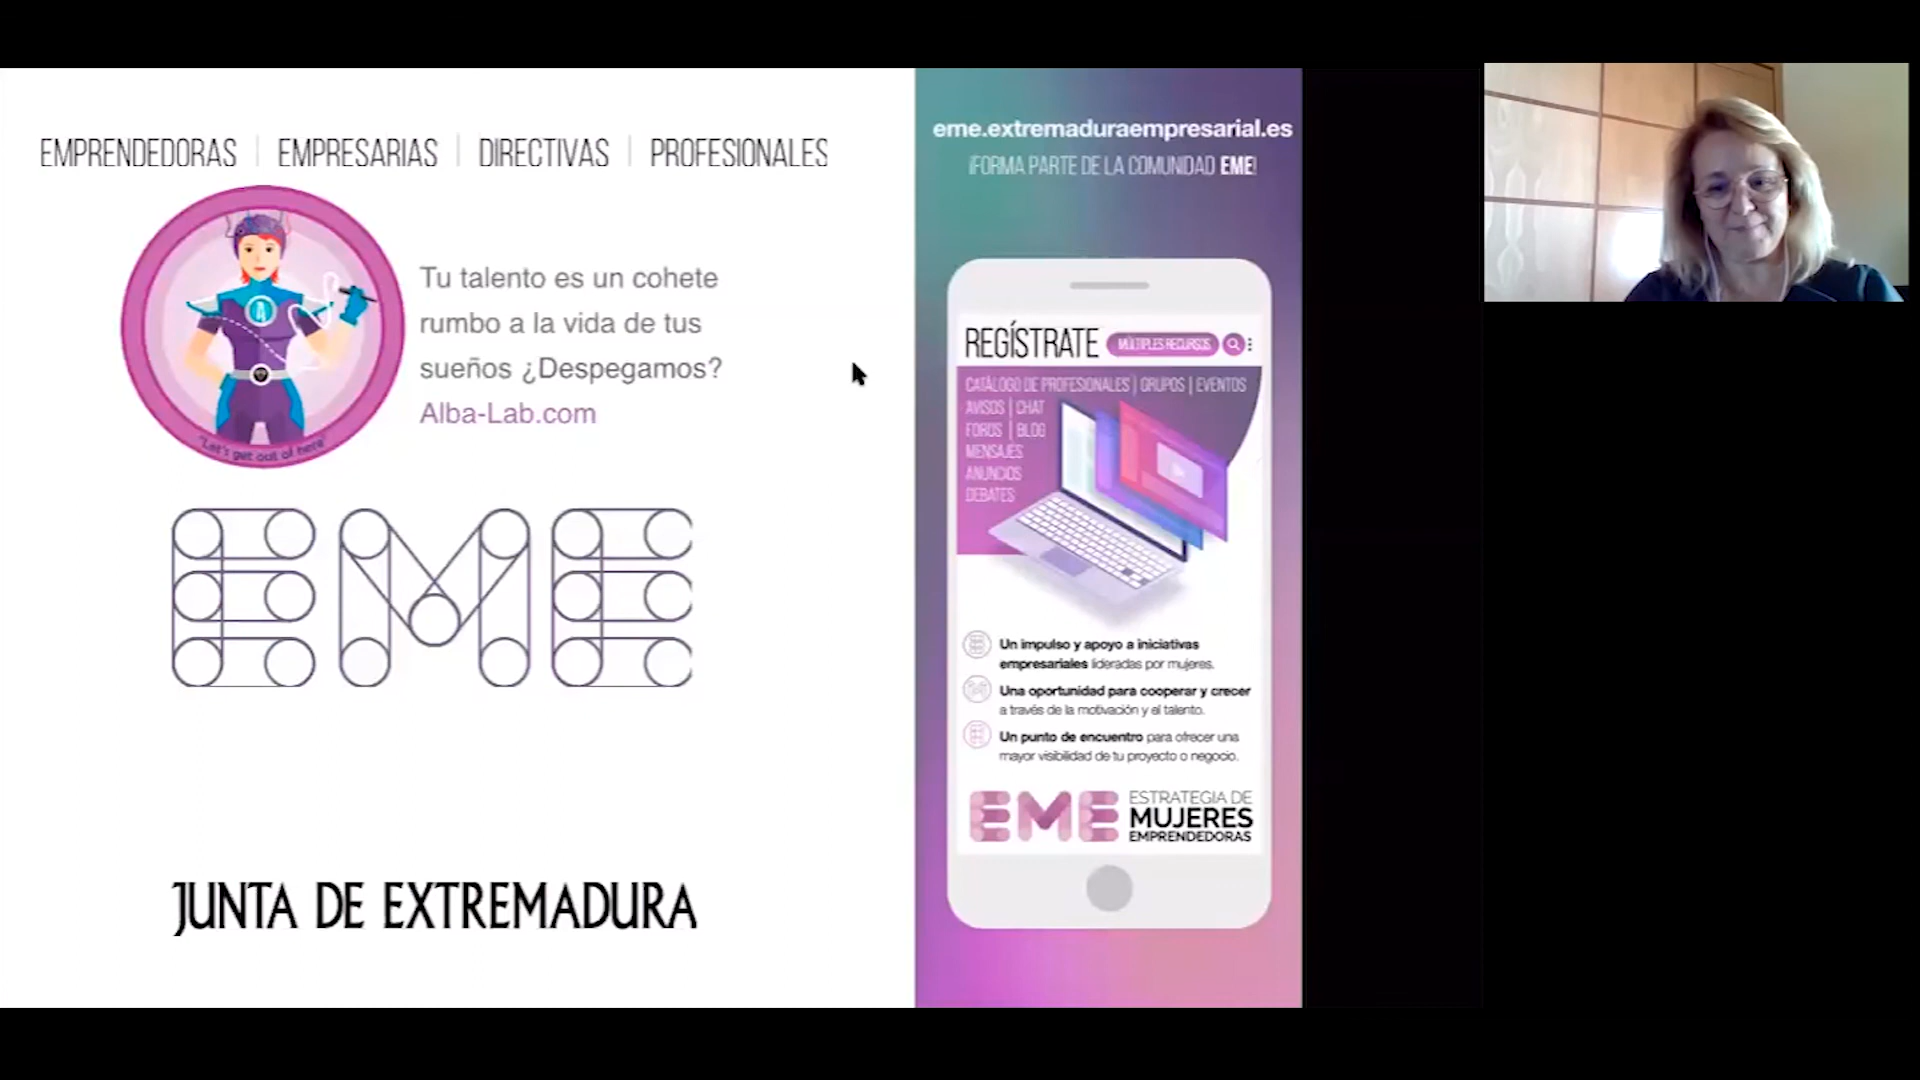 EMPRENDEDORAS | EMPRESARIAS | DIRECTIVAS | PROFESIONALES
Tu talento es un cohete
rumbo a la vida de tus
sueños ¿Despegamos?
Alba-Lab.com
A
"Let's get out of here"
EME
JUNTA DE EXTREMADURA
eme.extremaduraempresarial.es
¡FORMA PARTE DE LA COMUNIDAD EME!
REGÍSTRATE
MÚLTIPLES RECURSOS
CATÁLOGO DE PROFESIONALES | GRUPOS | EVENTOS
AVISOS | CHAT
FOROS | BLOG
MENSAJES
ANUNCIOS
DEBATES
Un impulso y apoyo a iniciativas
empresariales lideradas por mujeres.
Una oportunidad para cooperar y crecer
a través de la motivación y el talento.
Un punto de encuentro para ofrecer una
mayor visibilidad de tu proyecto o negocio.
EME
ESTRATEGIA DE
MUJERES
EMPRENDEDORAS